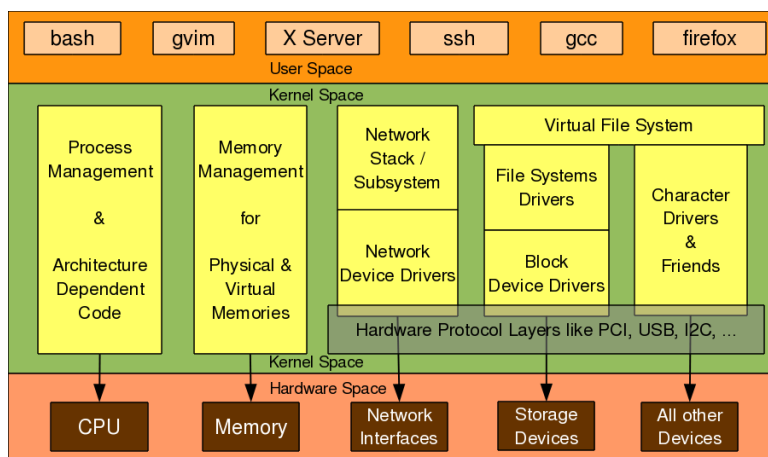 bash
gvim
X Server
ssh
gcc
firefox
User Space
Kernel Space
Process
Management
&
Architecture
Dependent
Code
Memory
Management
for
Physical &
Virtual
Memories
Network
Stack /
Subsystem
Network
Device Drivers
Virtual File System
File Systems
Drivers
Block
Device Drivers
Character
Drivers
&
Friends
Hardware Protocol Layers like PCI, USB, I2C, ...
Kernel Space
Hardware Space
CPU
Memory
Network
Interfaces
Storage
Devices
All other
Devices